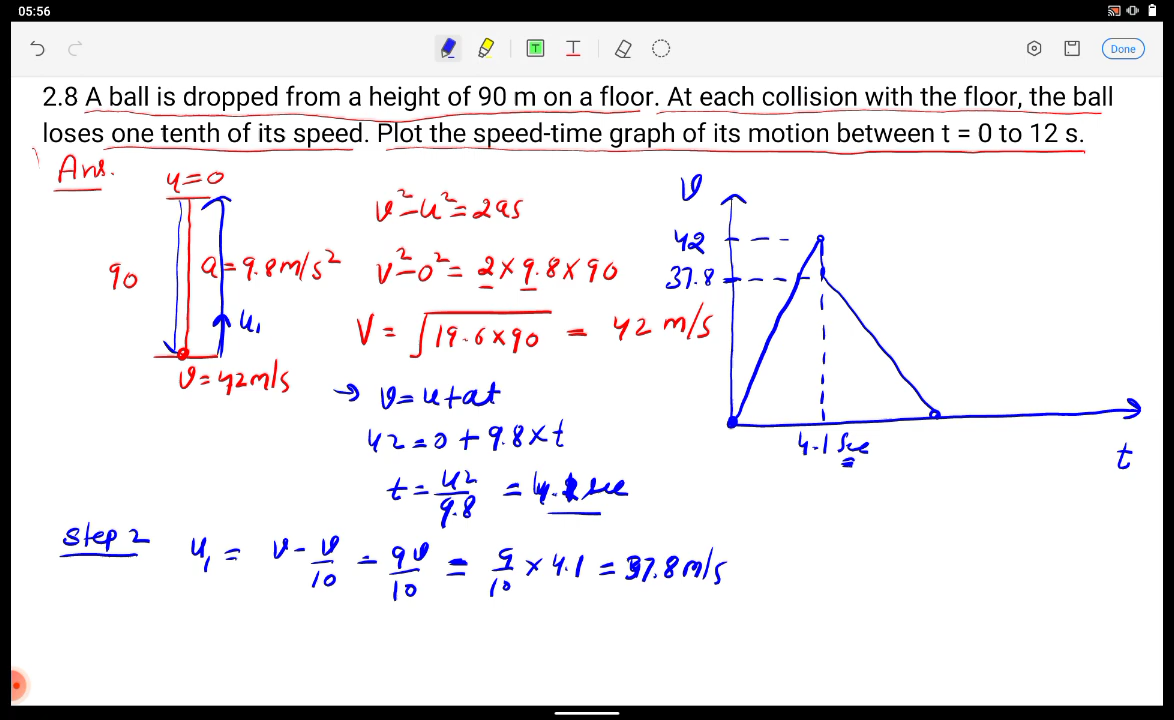 05:56
Done
2.8 A ball is dropped from a height of 90 m on a floor. At each collision with the floor, the ball
loses one tenth of its speed. Plot the speed-time graph of its motion between t = 0 to 12 s.
Ans.
u=0
90
a=9.8m/s²
u₁
v=42m/s
v²-u²=2as
v²-0²= 2×9.8×90
V= √19.6×90 = 42 m/s
→ v=u+at
42=0+9.8×t
t=42/9.8 = 4.1 sec
v
42
37.8
4.1 sec
t
Step 2
u₁ = v-v/10 = 9v/10 = 9/10 × 4.1 = 37.8m/s